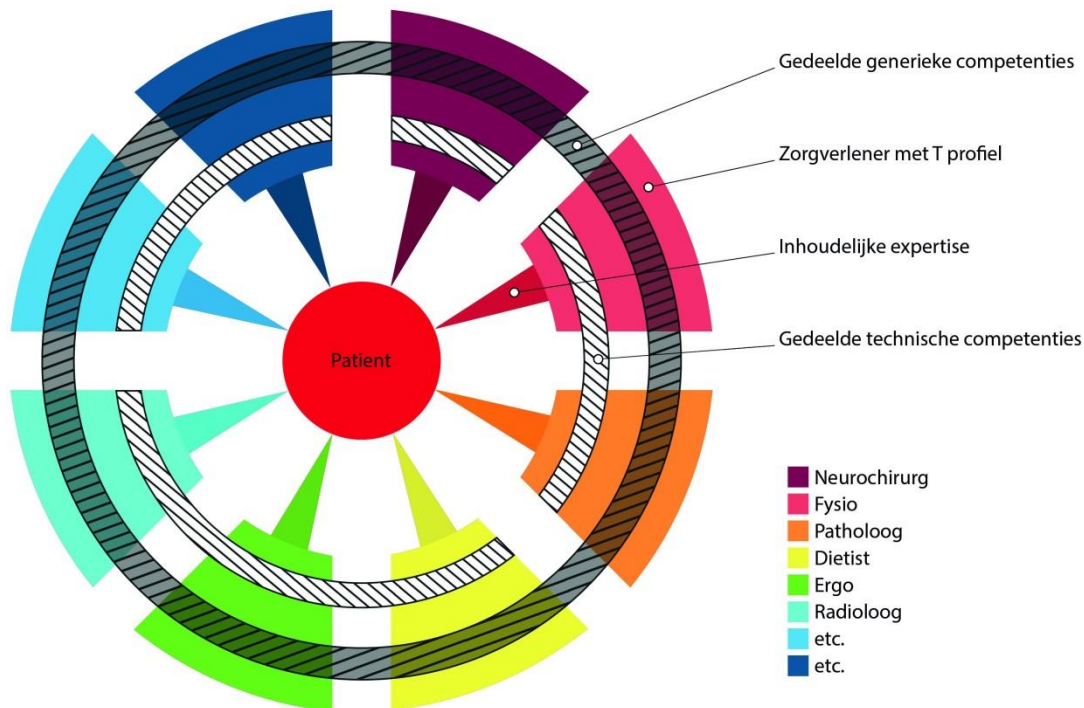 Gedeelde generieke competenties
Zorgverlener met T profiel
Inhoudelijke expertise
Gedeelde technische competenties
Patient
Neurochirurg
Fysio
Patholoog
Dietist
Ergo
Radioloog
etc.
etc.